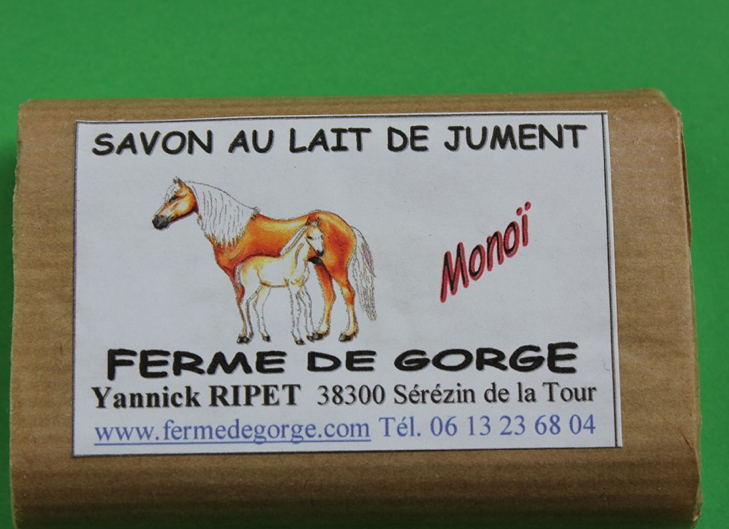 SAVON AU LAIT DE JUMENT
Monoï
FERME DE GORGE
Yannick RIPET 38300 Sérézin de la Tour
www.fermedegorge.com Tél. 06 13 23 68 04